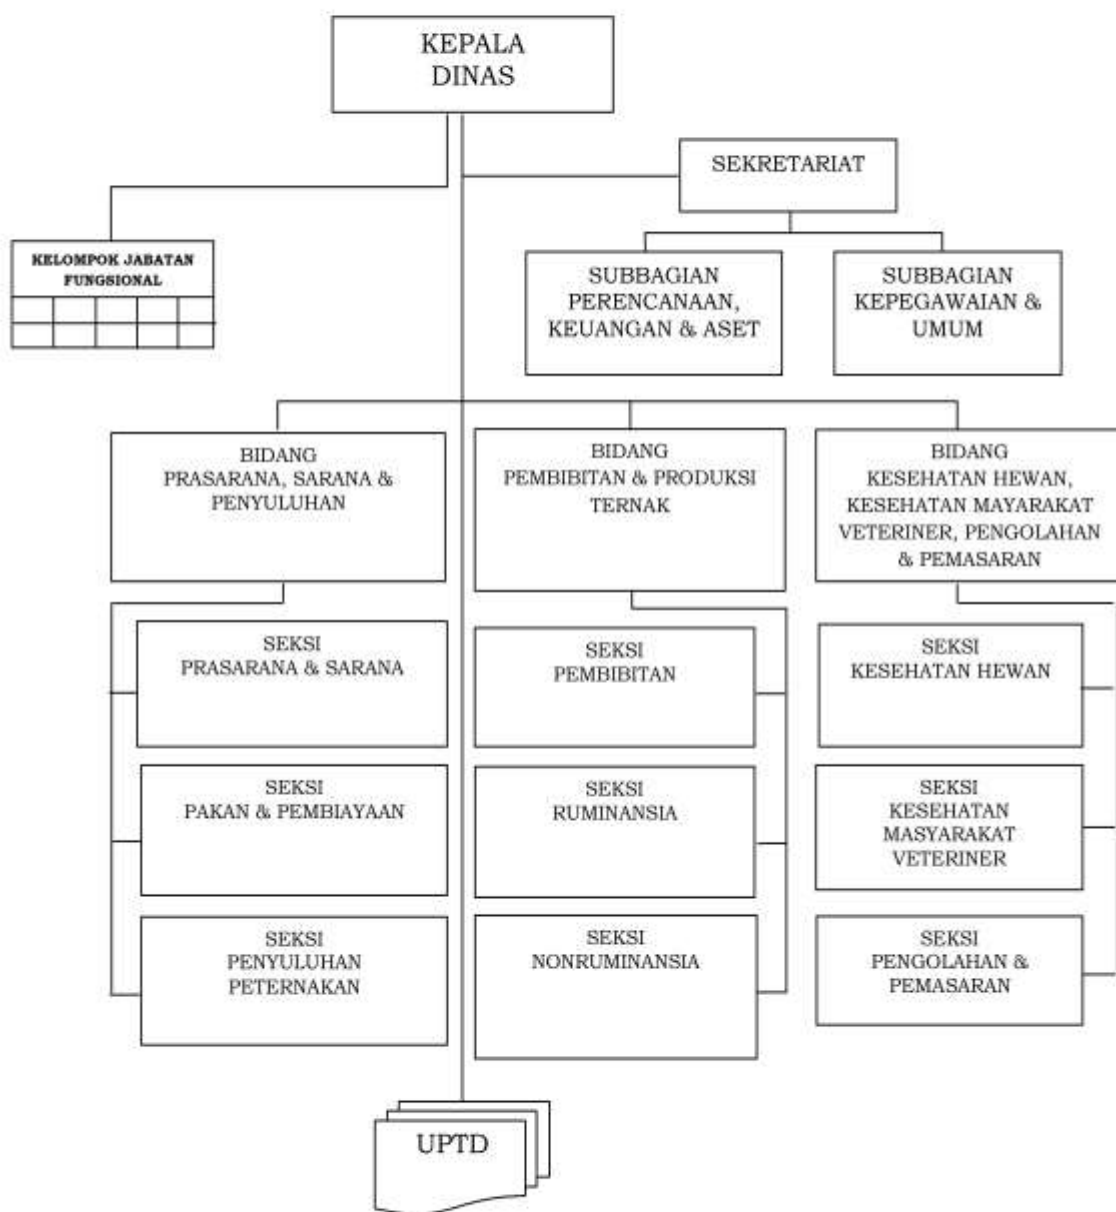 KEPALA
DINAS
SEKRETARIAT
KELOMPOK JABATAN
FUNGSIONAL
SUBBAGIAN
PERENCANAAN,
KEUANGAN & ASET
SUBBAGIAN
KEPEGAWAIAN &
UMUM
BIDANG
PRASARANA, SARANA &
PENYULUHAN
BIDANG
PEMBIBITAN & PRODUKSI
TERNAK
BIDANG
KESEHATAN HEWAN,
KESEHATAN MAYARAKAT
VETERINER, PENGOLAHAN
& PEMASARAN
SEKSI
PRASARANA & SARANA
SEKSI
PEMBIBITAN
SEKSI
KESEHATAN HEWAN
SEKSI
PAKAN & PEMBIAYAAN
SEKSI
RUMINANSIA
SEKSI
KESEHATAN
MASYARAKAT
VETERINER
SEKSI
PENYULUHAN
PETERNAKAN
SEKSI
NONRUMINANSIA
SEKSI
PENGOLAHAN &
PEMASARAN
UPTD